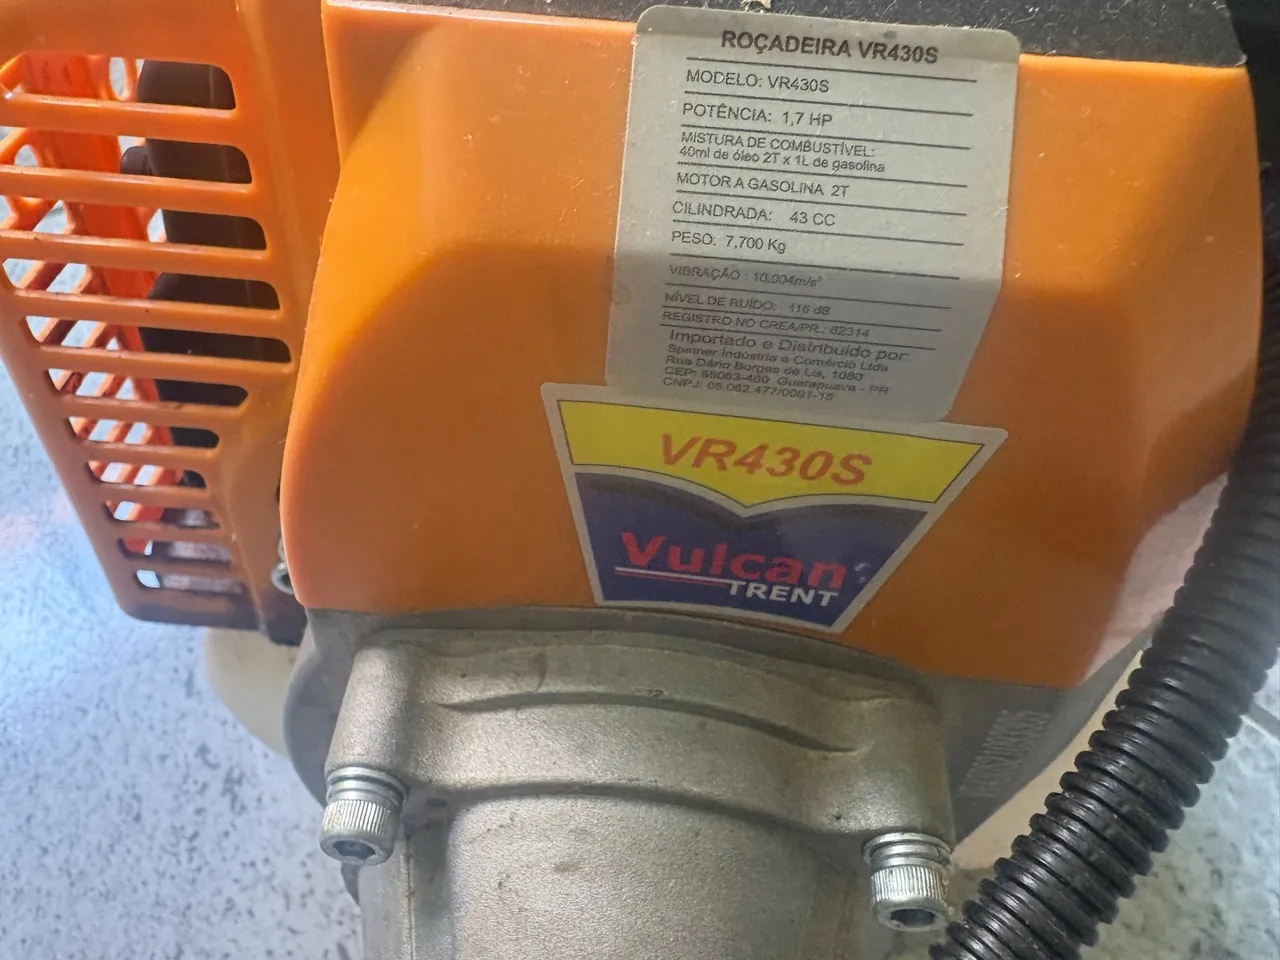 ROÇADEIRA VR430S
MODELO: VR430S
POTÊNCIA: 1,7 HP
MISTURA DE COMBUSTÍVEL:
40ml de óleo 2T x 1L de gasolina
MOTOR A GASOLINA 2T
CILINDRADA: 43 CC
PESO: 7,700 Kg
VIBRAÇÃO : 10,004m/s²
NÍVEL DE RUÍDO: 116 dB
REGISTRO NO CREA/PR.: 62314
Importado e Distribuído por:
Spinner Indústria e Comércio Ltda
Rua Dário Borges de Lis, 1080
CEP: 85063-480 Guarapuava - PR
CNPJ: 05.062.477/0001-15
VR430S
Vulcan
TRENT